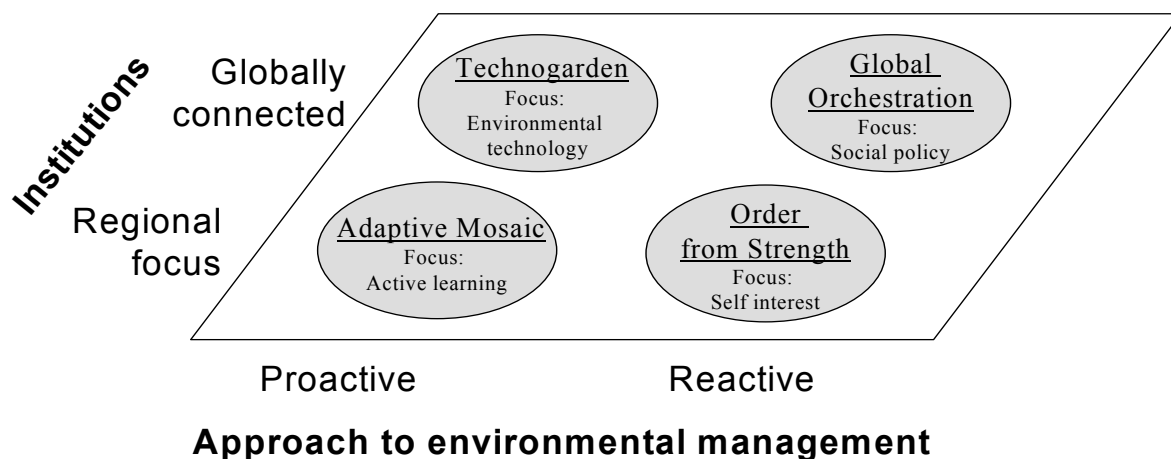 Institutions
Globally
connected
Technogarden
Focus:
Environmental
technology
Global
Orchestration
Focus:
Social policy
Regional
focus
Adaptive Mosaic
Focus:
Active learning
Order
from Strength
Focus:
Self interest
Proactive
Reactive
Approach to environmental management